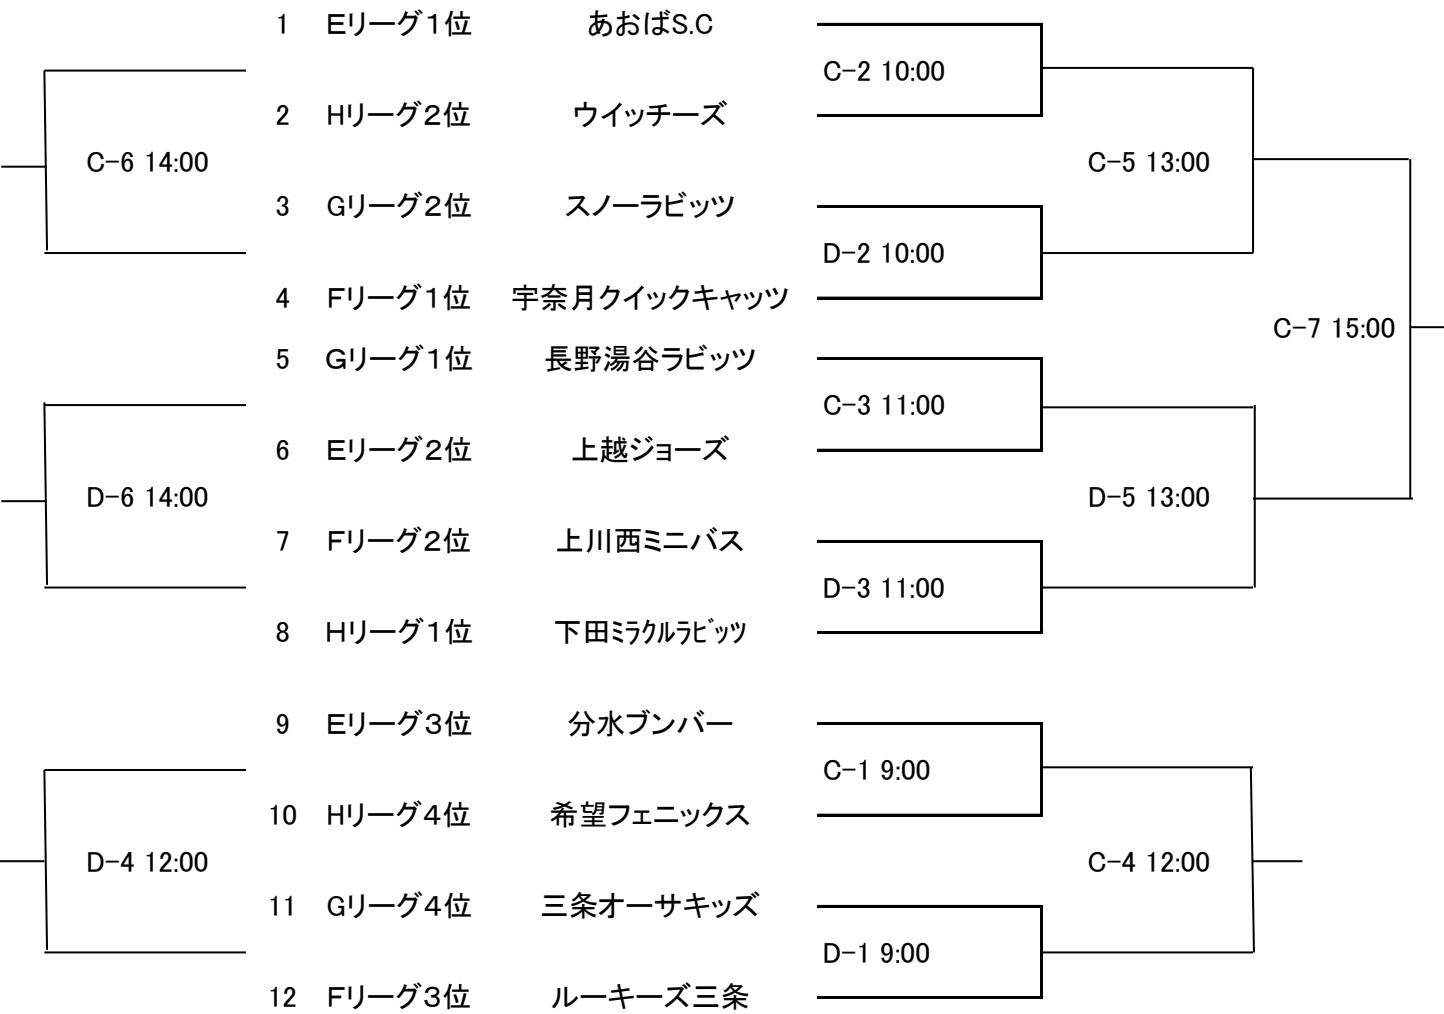 1 Eリーグ１位 あおばS.C
C-2 10:00
2 Hリーグ２位 ウイッチーズ
C-6 14:00
C-5 13:00
3 Gリーグ２位 スノーラビッツ
D-2 10:00
4 Fリーグ１位 宇奈月クイックキャッツ
C-7 15:00
5 Gリーグ１位 長野湯谷ラビッツ
C-3 11:00
6 Eリーグ２位 上越ジョーズ
D-6 14:00
D-5 13:00
7 Fリーグ２位 上川西ミニバス
D-3 11:00
8 Hリーグ１位 下田ﾐﾗｸﾙﾗﾋﾞｯﾂ
9 Eリーグ３位 分水ブンバー
C-1 9:00
10 Hリーグ４位 希望フェニックス
D-4 12:00
C-4 12:00
11 Gリーグ４位 三条オーサキッズ
D-1 9:00
12 Fリーグ３位 ルーキーズ三条